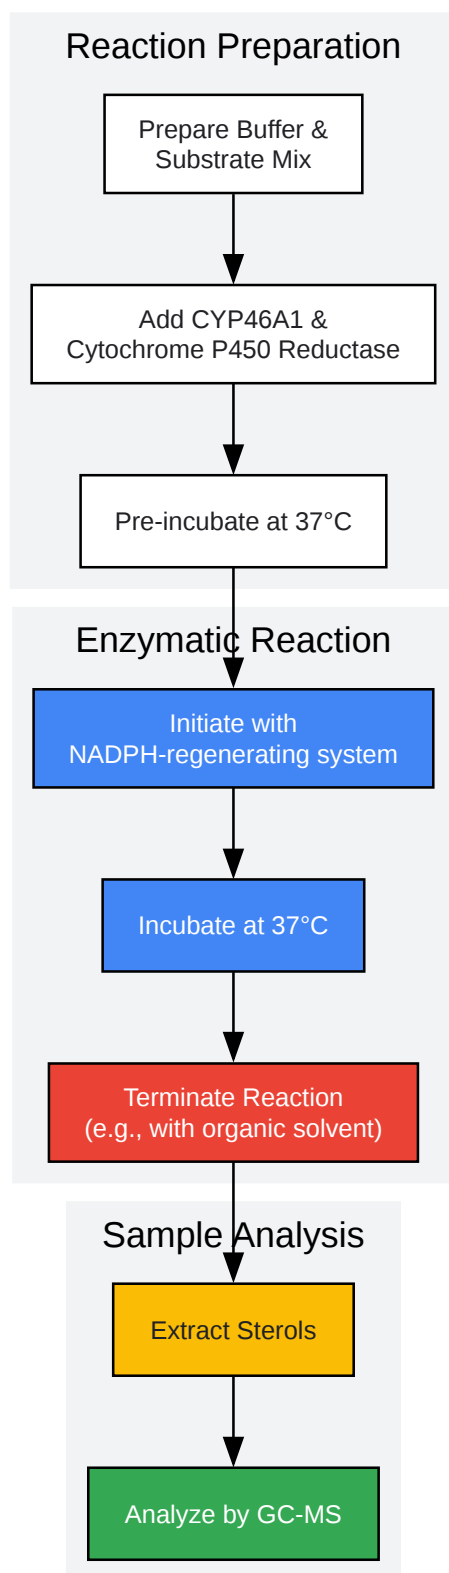 Reaction Preparation
Prepare Buffer &
Substrate Mix
Add CYP46A1 &
Cytochrome P450 Reductase
Pre-incubate at 37°C
Enzymatic Reaction
Initiate with
NADPH-regenerating system
Incubate at 37°C
Terminate Reaction
(e.g., with organic solvent)
Sample Analysis
Extract Sterols
Analyze by GC-MS